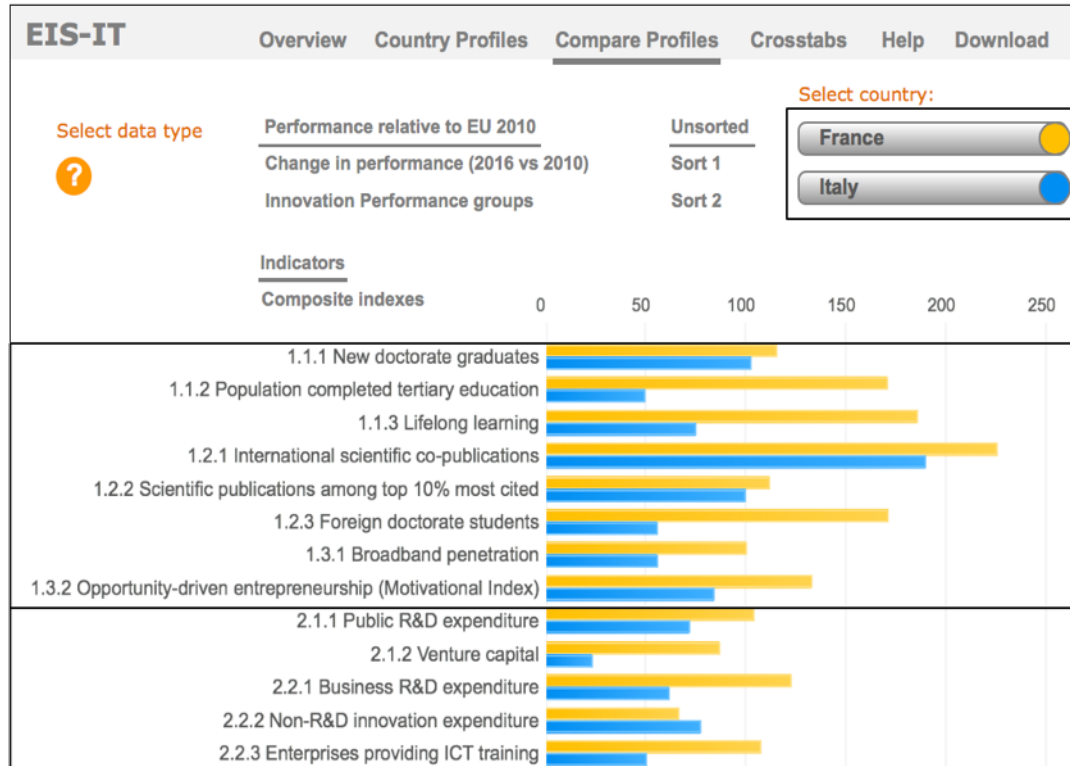 EIS-IT Overview Country Profiles Compare Profiles Crosstabs Help Download
Select country:
Select data type
?
Performance relative to EU 2010 Unsorted
Change in performance (2016 vs 2010) Sort 1
Innovation Performance groups Sort 2
France
Italy
Indicators
Composite indexes
0 50 100 150 200 250
1.1.1 New doctorate graduates
1.1.2 Population completed tertiary education
1.1.3 Lifelong learning
1.2.1 International scientific co-publications
1.2.2 Scientific publications among top 10% most cited
1.2.3 Foreign doctorate students
1.3.1 Broadband penetration
1.3.2 Opportunity-driven entrepreneurship (Motivational Index)
2.1.1 Public R&D expenditure
2.1.2 Venture capital
2.2.1 Business R&D expenditure
2.2.2 Non-R&D innovation expenditure
2.2.3 Enterprises providing ICT training